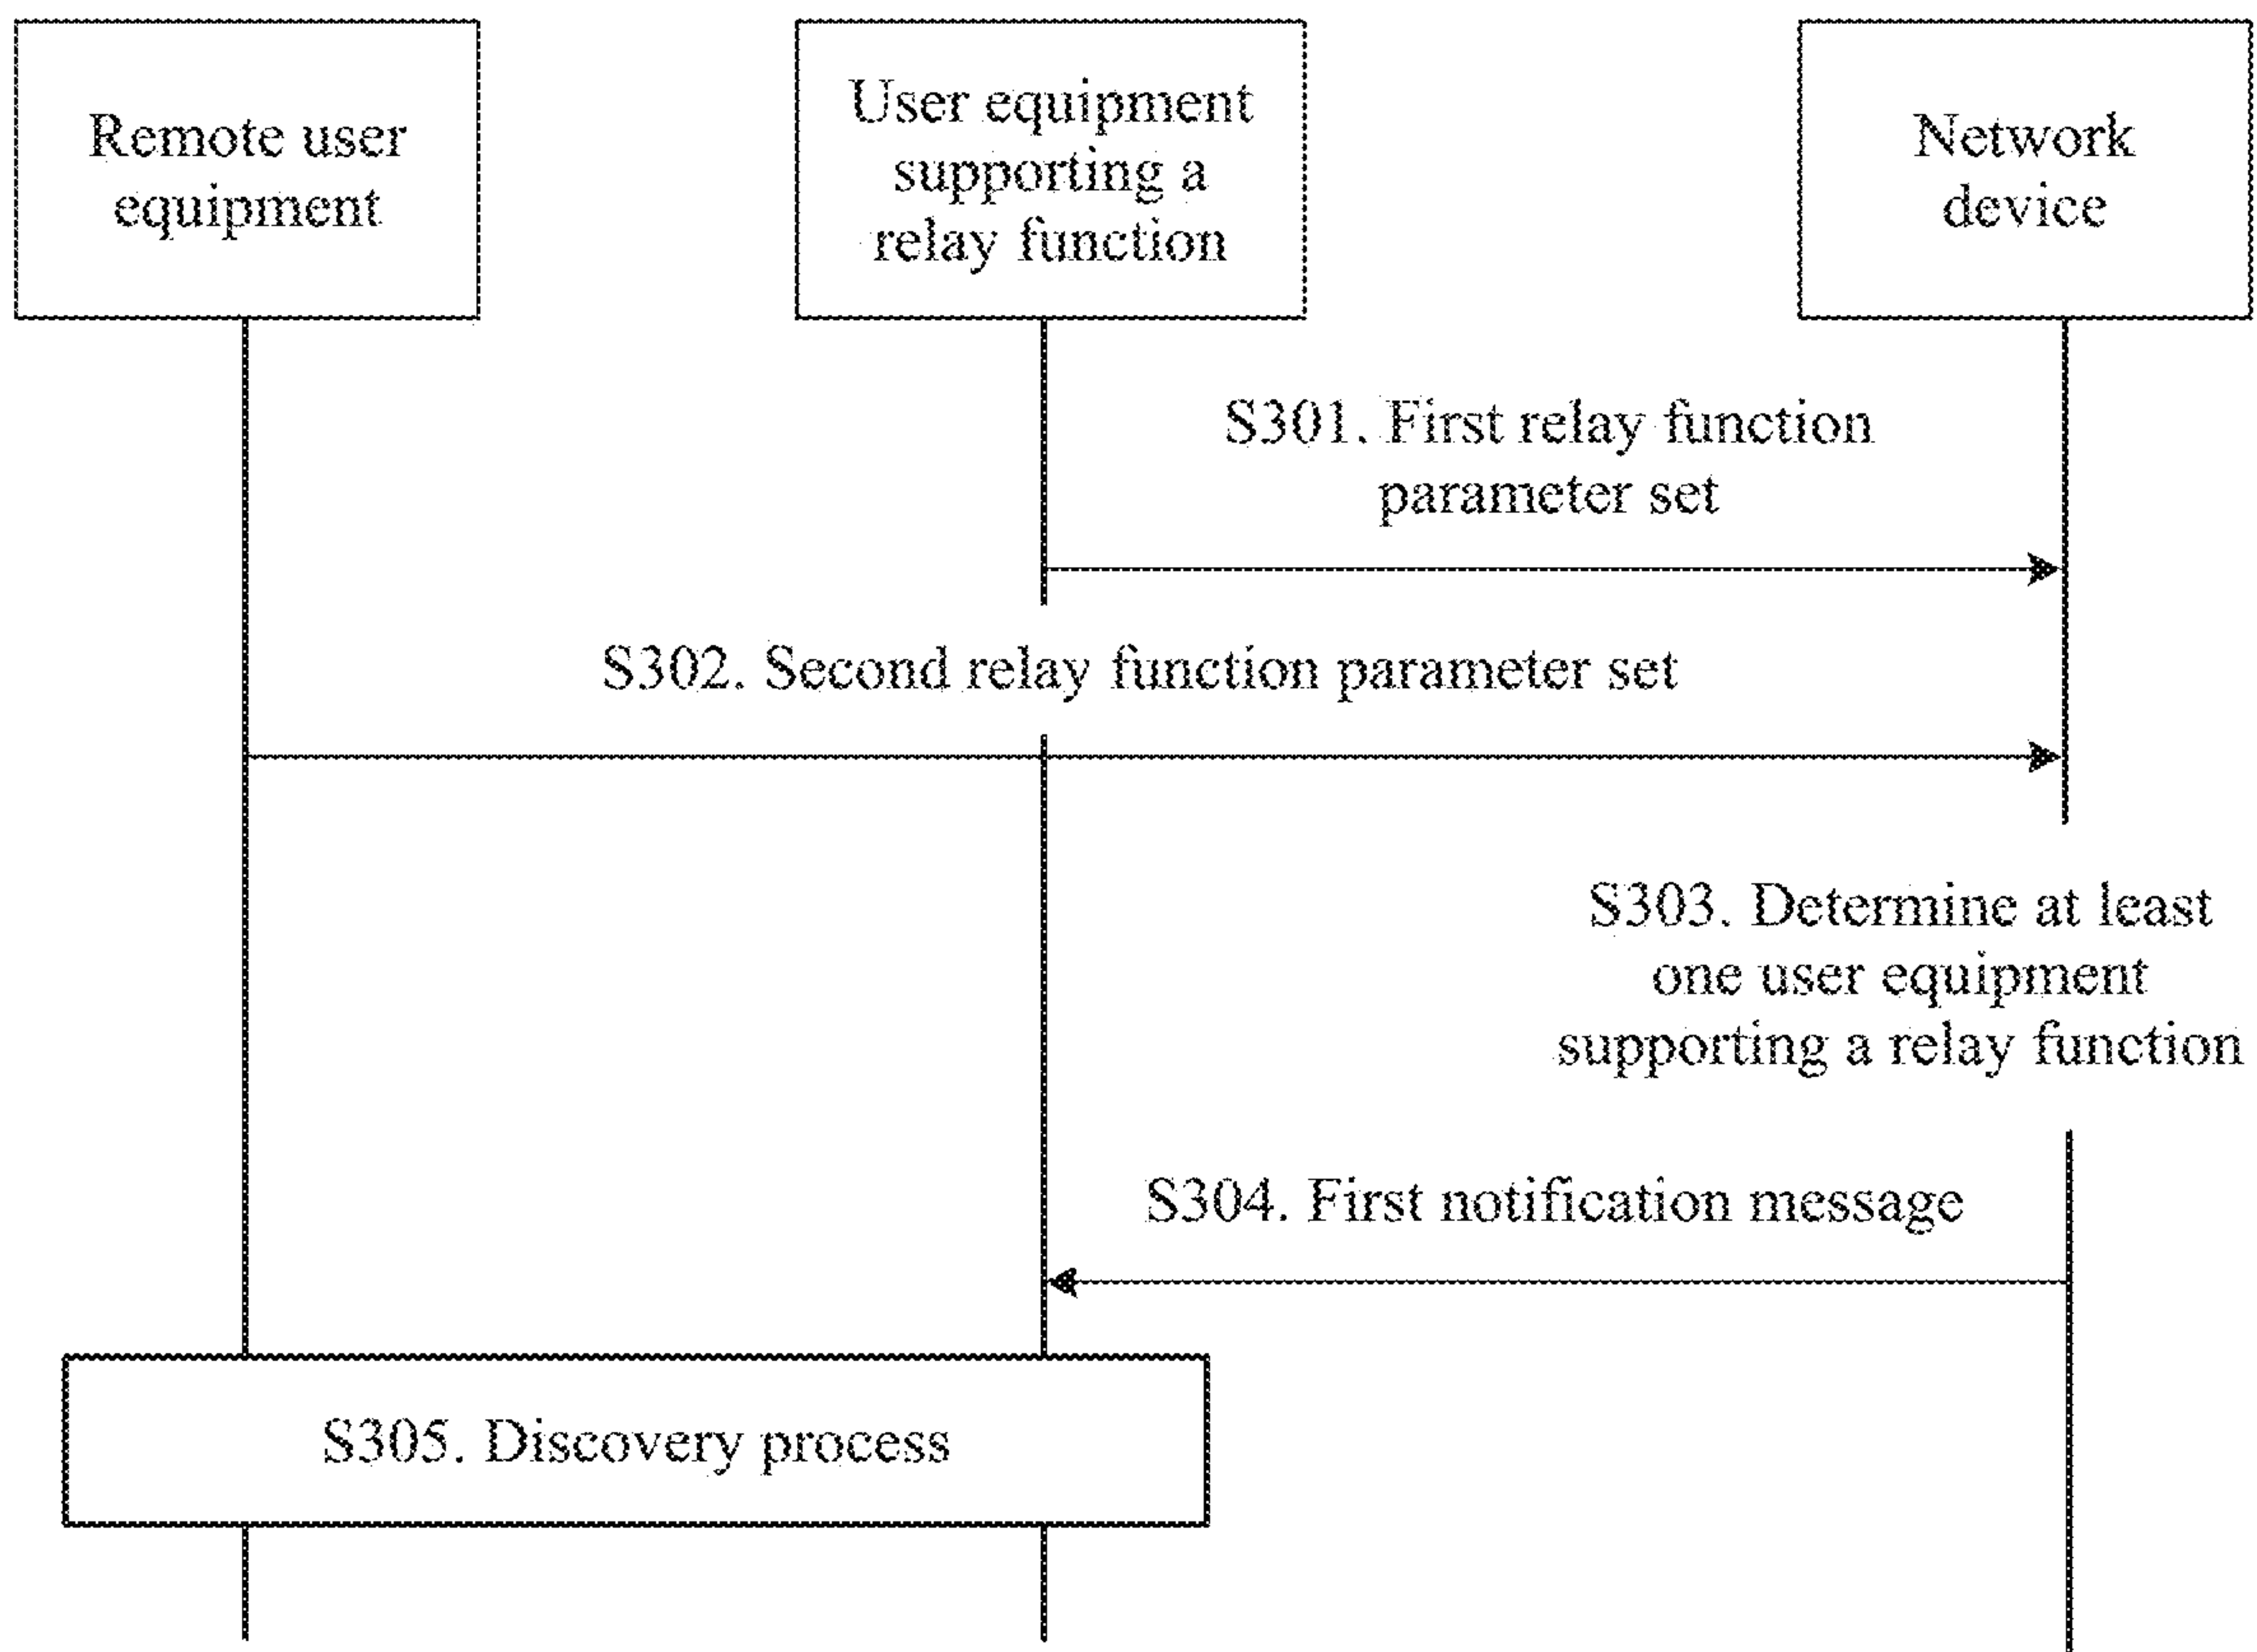 Remote user
equipment
User equipment
supporting a
relay function
Network
device
S301. First relay function
parameter set
S302. Second relay function parameter set
S303. Determine at least
one user equipment
supporting a relay function
S304. First notification message
S305. Discovery process